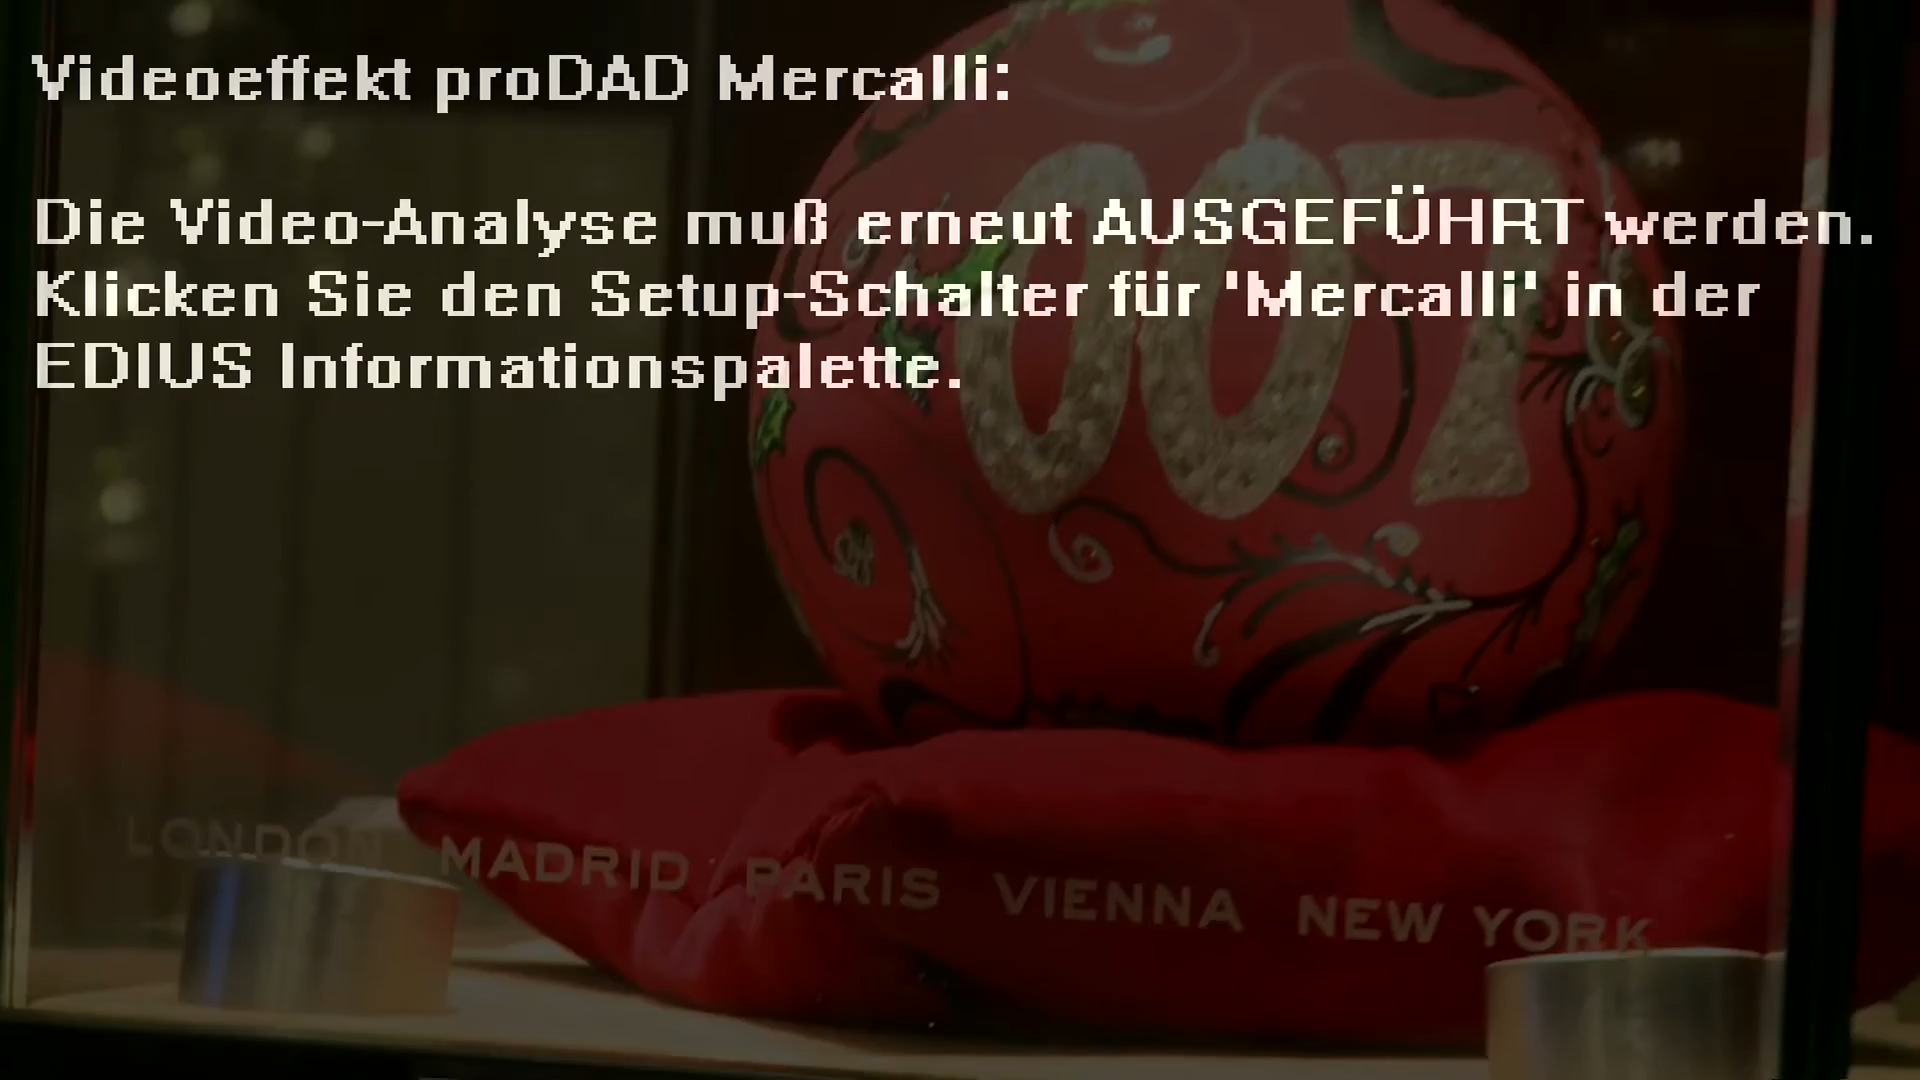 Videoeffekt proDAD Mercalli:
Die Video-Analyse muß erneut AUSGEFÜHRT werden.
Klicken Sie den Setup-Schalter für 'Mercalli' in der
EDIUS Informationspalette.
007
LONDON MADRID PARIS VIENNA NEW YORK